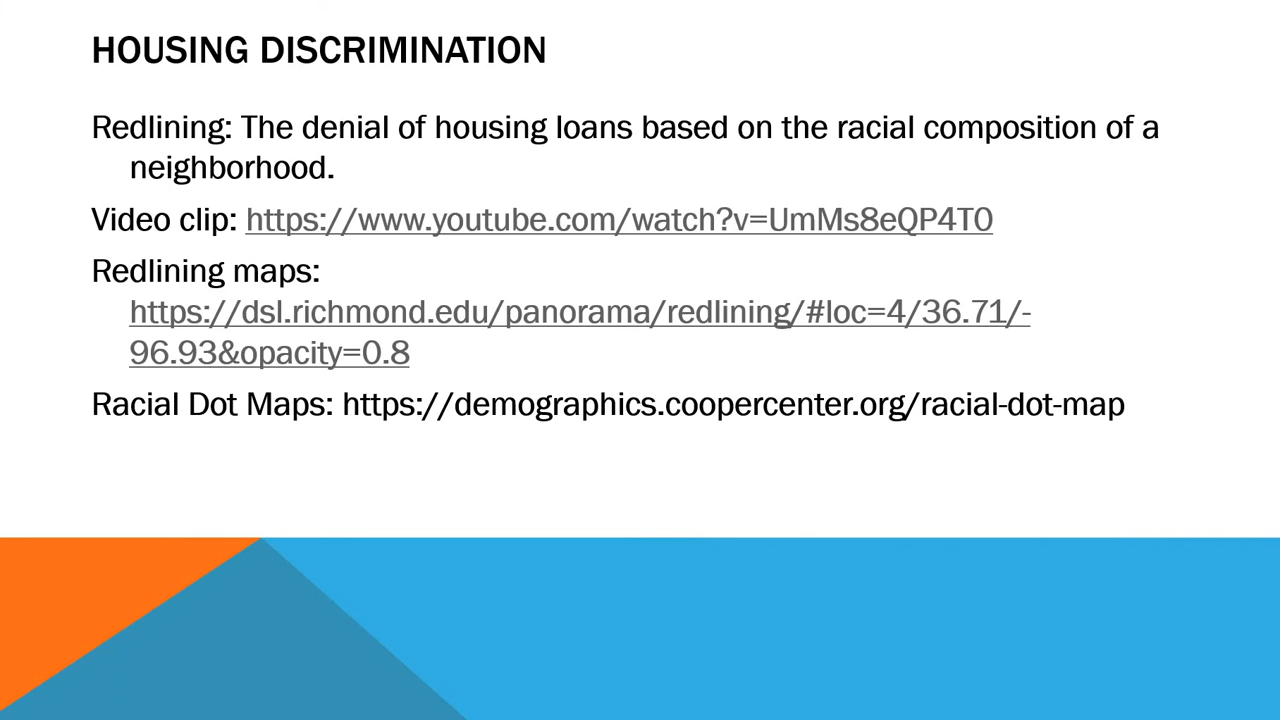 HOUSING DISCRIMINATION
Redlining: The denial of housing loans based on the racial composition of a
neighborhood.
Video clip: https://www.youtube.com/watch?v=UmMs8eQP4T0
Redlining maps:
https://dsl.richmond.edu/panorama/redlining/#loc=4/36.71/-
96.93&opacity=0.8
Racial Dot Maps: https://demographics.coopercenter.org/racial-dot-map